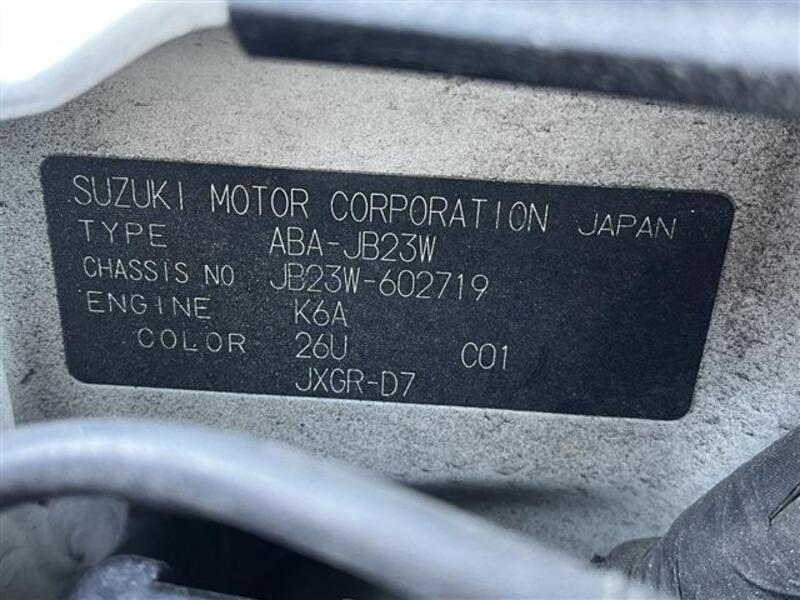 SUZUKI MOTOR CORPORATION JAPAN
TYPE ABA-JB23W
CHASSIS NO JB23W-602719
ENGINE K6A
COLOR 26U C01
JXGR-D7